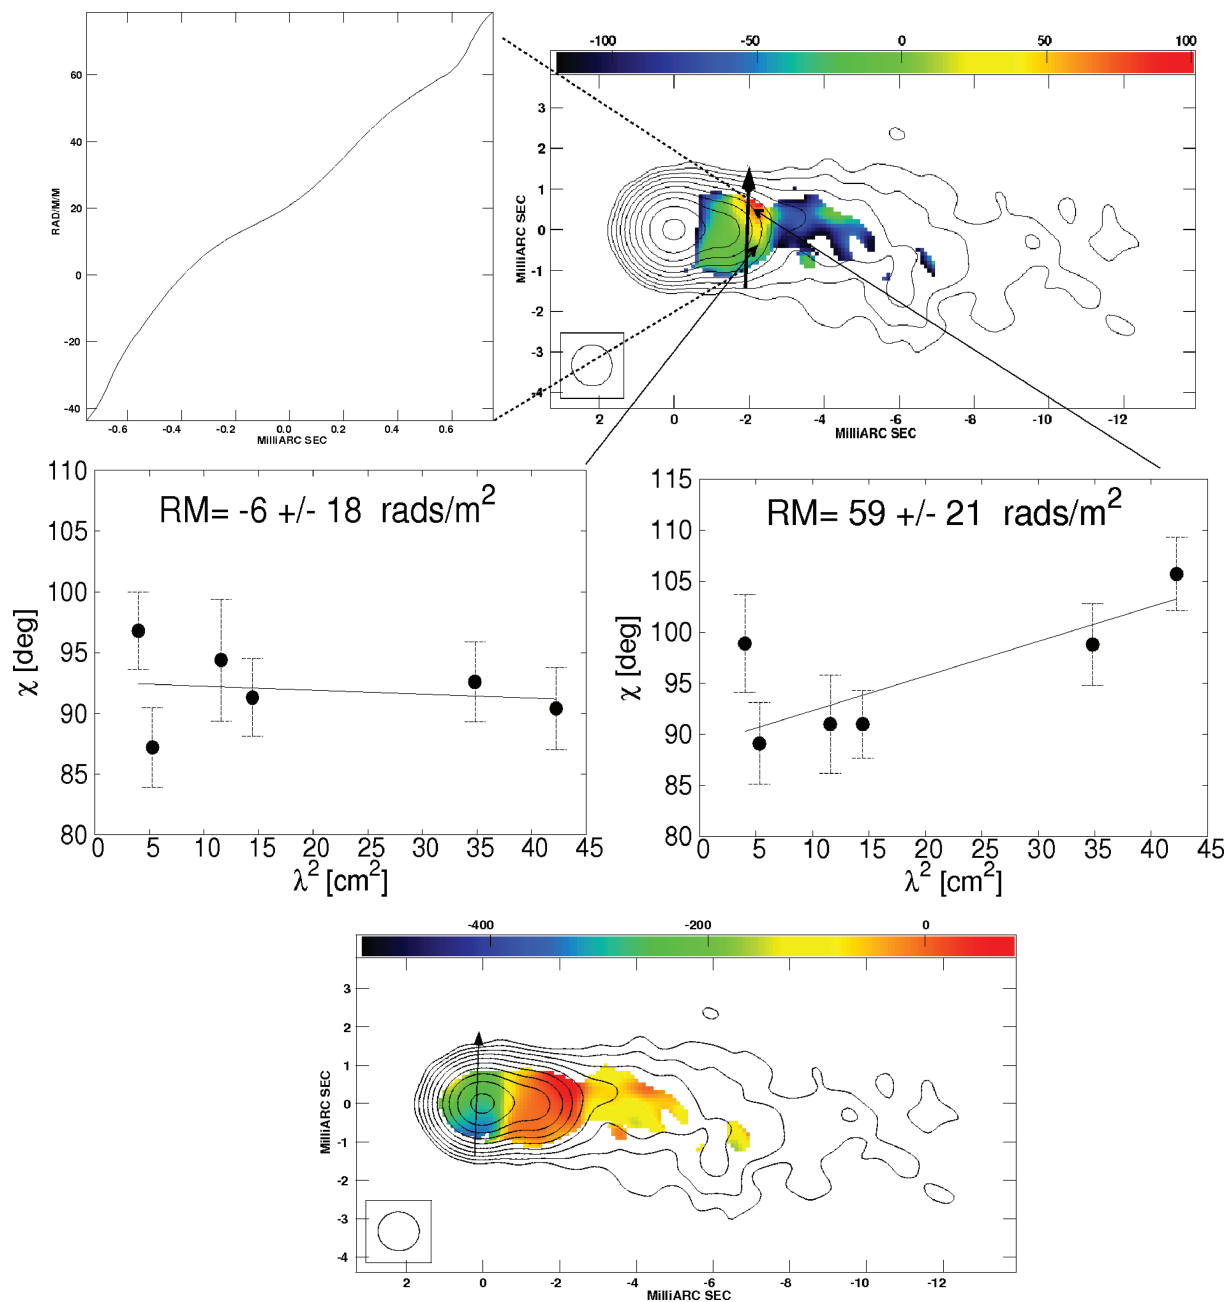 60
40
20
0
-20
-40
RAD/M/M
-0.6 -0.4 -0.2 0.0 0.2 0.4 0.6
MilliARC SEC
-100 -50 0 50 100
3
2
1
0
-1
-2
-3
-4
MilliARC SEC
2 0 -2 -4 -6 -8 -10 -12
MilliARC SEC
RM= -6 +/- 18 rads/m²
110
105
100
95
90
85
80
χ [deg]
0 5 10 15 20 25 30 35 40 45
λ² [cm²]
RM= 59 +/- 21 rads/m²
115
110
105
100
95
90
85
80
χ [deg]
0 5 10 15 20 25 30 35 40 45
λ² [cm²]
-400 -200 0
3
2
1
0
-1
-2
-3
-4
MilliARC SEC
2 0 -2 -4 -6 -8 -10 -12
MilliARC SEC